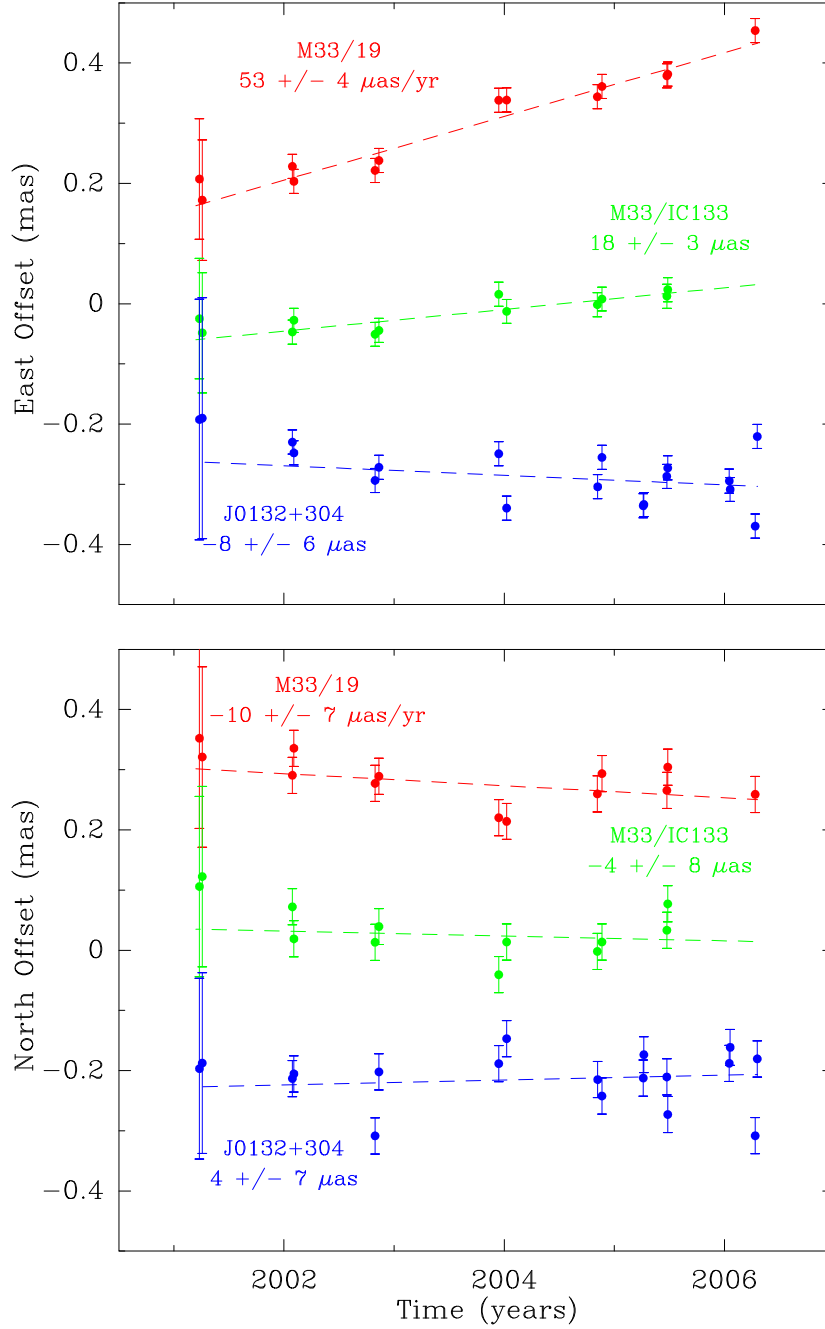 M33/19
53 +/− 4 μas/yr
0.4
0.2
M33/IC133
18 +/− 3 μas
0
−0.2
J0132+304
−8 +/− 6 μas
−0.4
East Offset (mas)
M33/19
−10 +/− 7 μas/yr
0.4
0.2
M33/IC133
−4 +/− 8 μas
0
−0.2
J0132+304
4 +/− 7 μas
−0.4
North Offset (mas)
2002 2004 2006
Time (years)